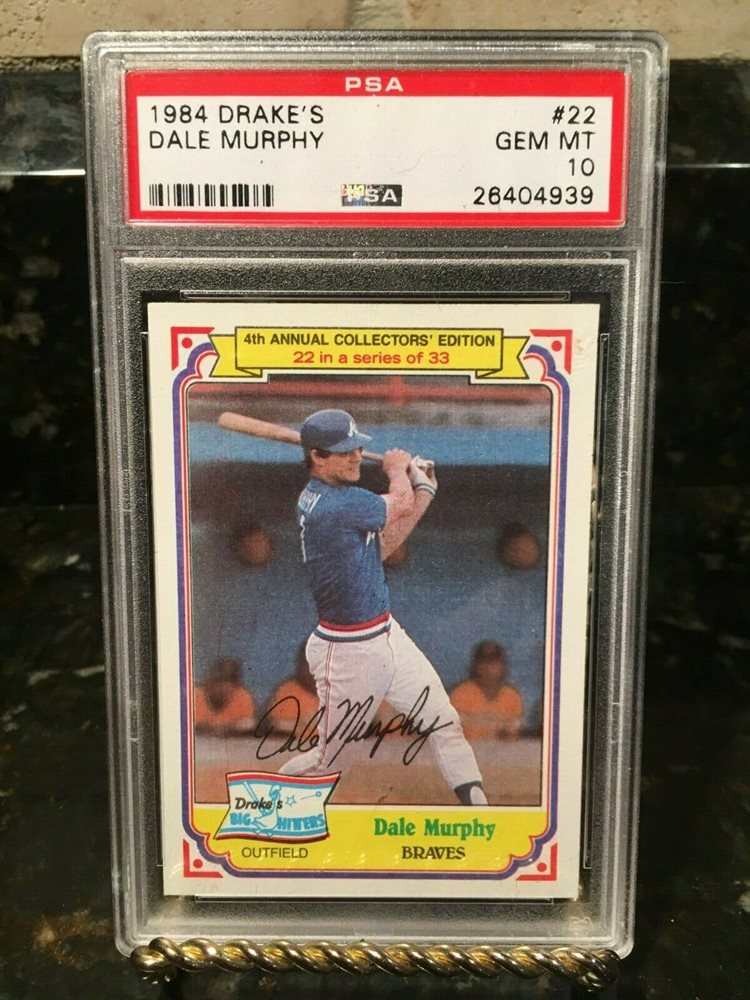 PSA
1984 DRAKE'S #22
DALE MURPHY GEM MT
10
PSA 26404939
4th ANNUAL COLLECTORS' EDITION
22 in a series of 33
Dale Murphy
Drake's
BIG HITTERS
Dale Murphy
OUTFIELD BRAVES